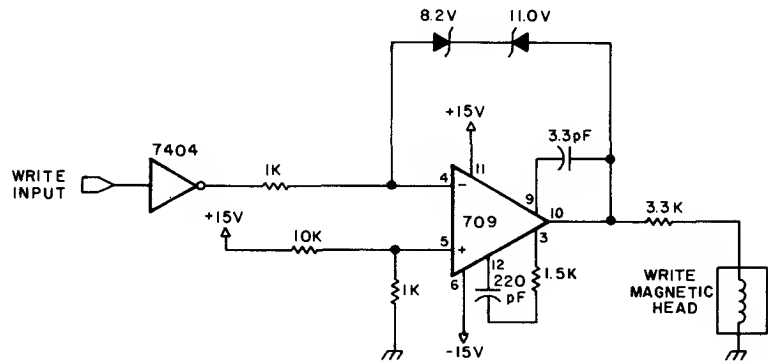 8.2V
11.0V
+15V
3.3pF
7404
WRITE
INPUT
1K
4
-
11
9
709
10
3.3K
+15V
10K
5
+
3
12
6
1K
220
pF
1.5K
WRITE
MAGNETIC
HEAD
-15V